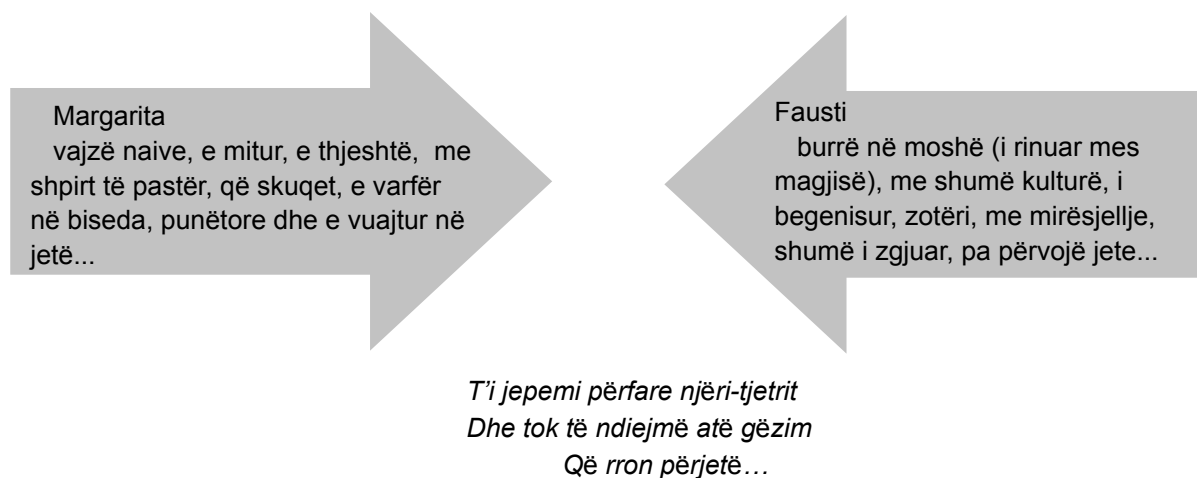 Margarita
vajzë naive, e mitur, e thjeshtë, me
shpirt të pastër, që skuqet, e varfër
në biseda, punëtore dhe e vuajtur në
jetë...
Fausti
burrë në moshë (i rinuar mes
magjisë), me shumë kulturë, i
begenisur, zotëri, me mirësjellje,
shumë i zgjuar, pa përvojë jete...
T’i jepemi përfare njëri-tjetrit
Dhe tok të ndiejmë atë gëzim
Që rron përjetë…